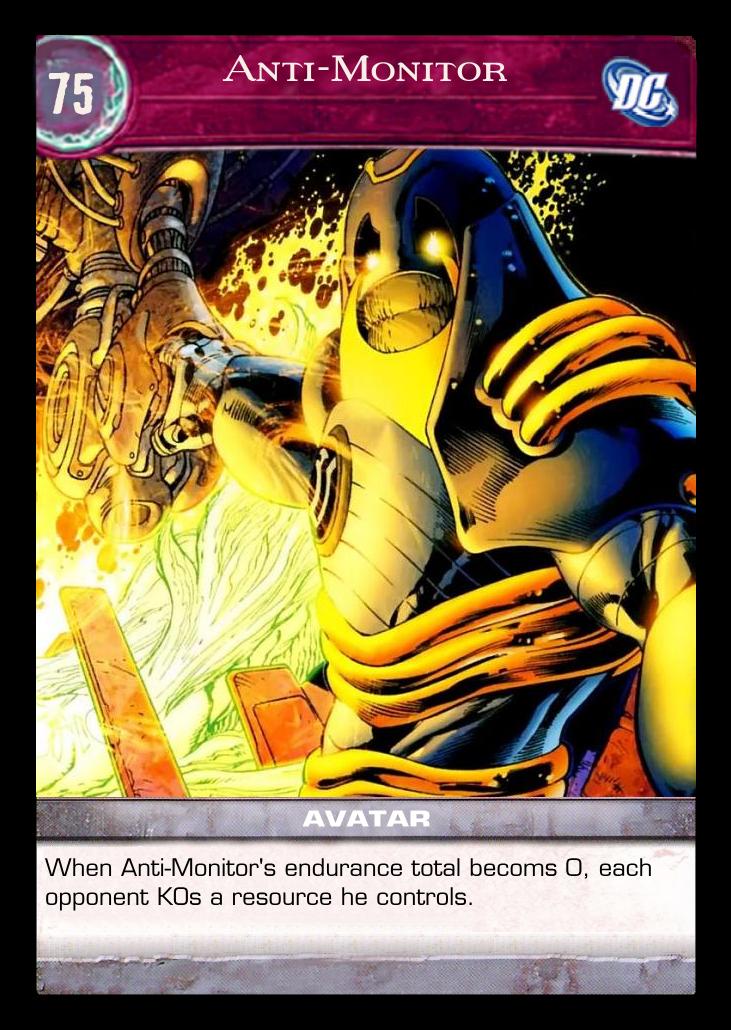 75
Anti-Monitor
DC
AVATAR
When Anti-Monitor's endurance total becoms 0, each
opponent KOs a resource he controls.